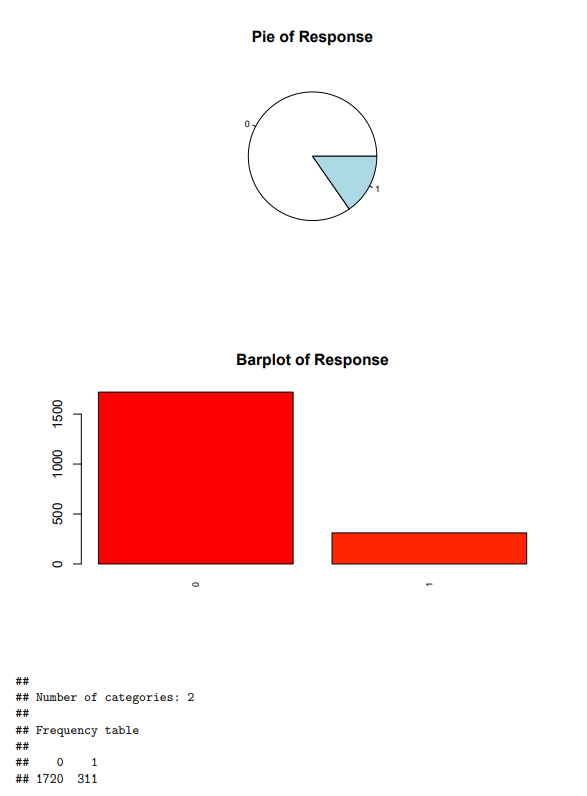 Pie of Response
0
1
Barplot of Response
1500
1000
500
0
0
1
##
## Number of categories: 2
##
## Frequency table
##
##    0    1
## 1720  311